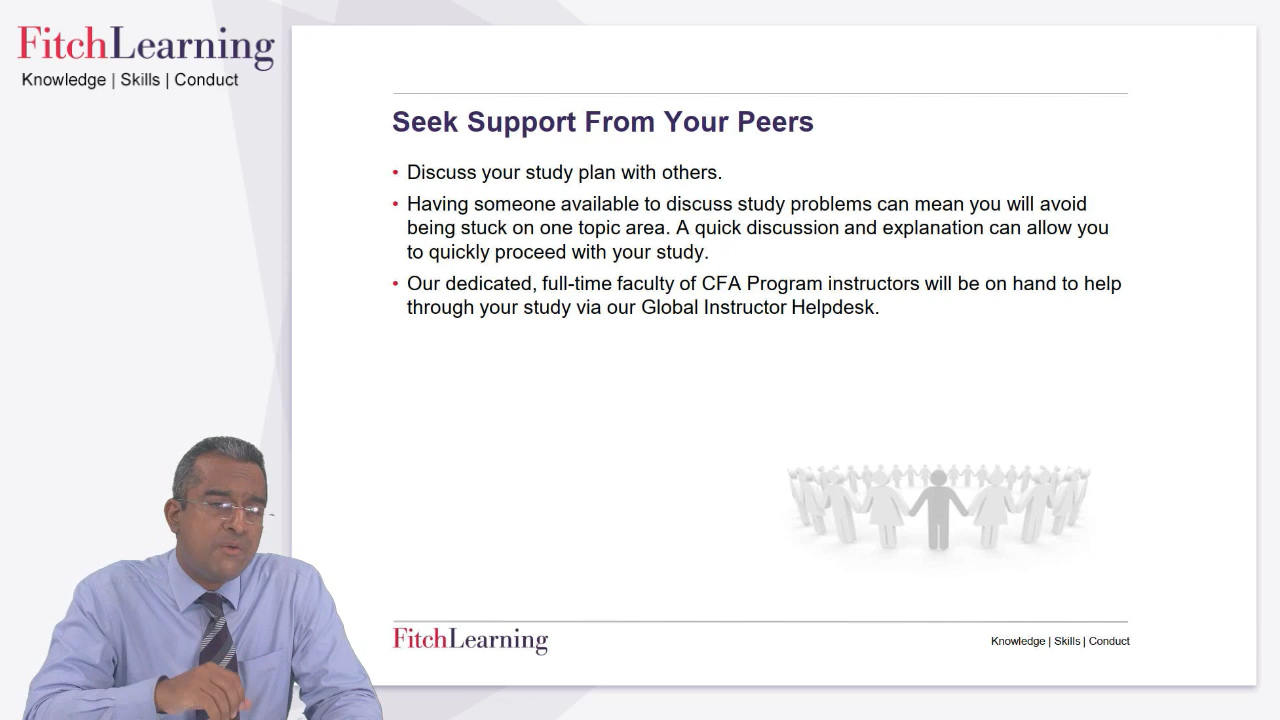 FitchLearning
Knowledge | Skills | Conduct
Seek Support From Your Peers
• Discuss your study plan with others.
• Having someone available to discuss study problems can mean you will avoid
being stuck on one topic area. A quick discussion and explanation can allow you
to quickly proceed with your study.
• Our dedicated, full-time faculty of CFA Program instructors will be on hand to help
through your study via our Global Instructor Helpdesk.
FitchLearning
Knowledge | Skills | Conduct